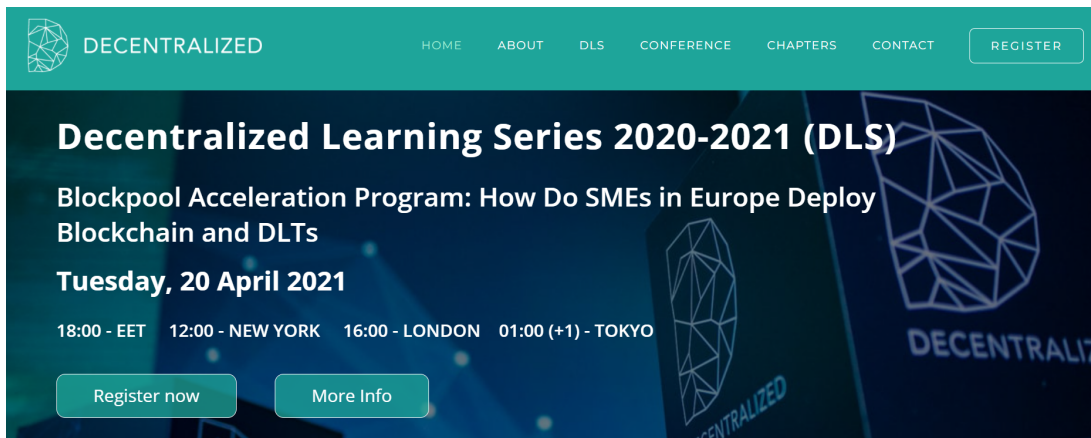 DECENTRALIZED
HOME ABOUT DLS CONFERENCE CHAPTERS CONTACT REGISTER
Decentralized Learning Series 2020-2021 (DLS)
Blockpool Acceleration Program: How Do SMEs in Europe Deploy
Blockchain and DLTs
Tuesday, 20 April 2021
18:00 - EET 12:00 - NEW YORK 16:00 - LONDON 01:00 (+1) - TOKYO
DECENTRALIZ
Register now More Info
ENTRALIZED